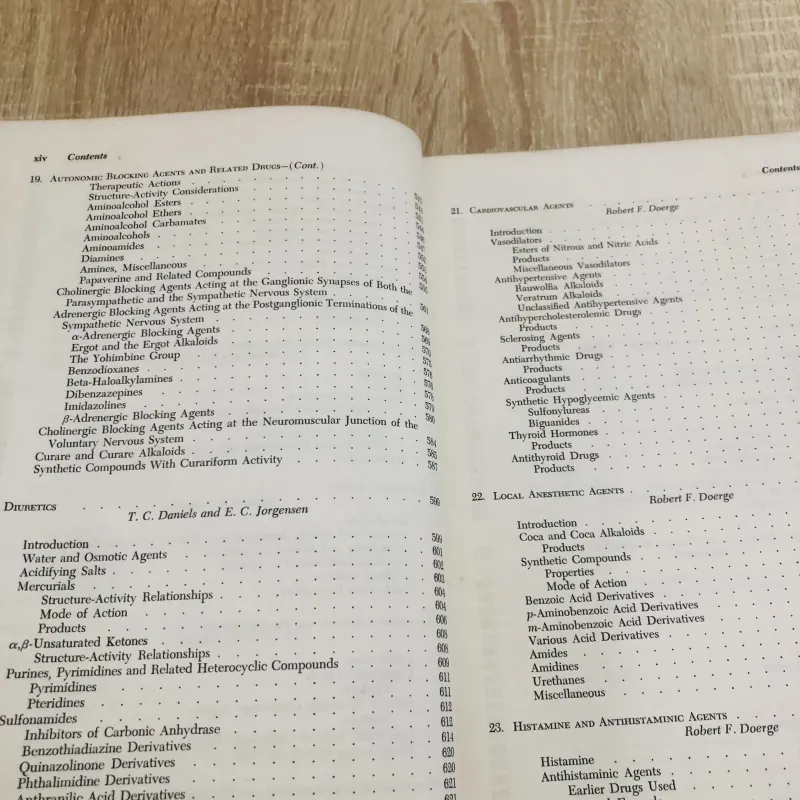 xiv Contents
19. Autonomic Blocking Agents and Related Drugs—(Cont.)
Therapeutic Actions
Structure-Activity Considerations
Aminoalcohol Esters
Aminoalcohol Ethers
Aminoalcohol Carbamates
Aminoalcohols
Aminoamides
Diamines
Amines, Miscellaneous
Papaverine and Related Compounds
Cholinergic Blocking Agents Acting at the Ganglionic Synapses of Both the
Parasympathetic and the Sympathetic Nervous System . 561
Adrenergic Blocking Agents Acting at the Postganglionic Terminations of the
Sympathetic Nervous System
α-Adrenergic Blocking Agents
Ergot and the Ergot Alkaloids
The Yohimbine Group
Benzodioxanes
Beta-Haloalkylamines
Dibenzazepines
Imidazolines
β-Adrenergic Blocking Agents 580
Cholinergic Blocking Agents Acting at the Neuromuscular Junction of the
Voluntary Nervous System 584
Curare and Curare Alkaloids 585
Synthetic Compounds With Curariform Activity 587
Diuretics 599
T. C. Daniels and E. C. Jorgensen
Introduction 599
Water and Osmotic Agents 601
Acidifying Salts 602
Mercurials 603
Structure-Activity Relationships 604
Mode of Action 604
Products 606
α,β-Unsaturated Ketones 608
Structure-Activity Relationships 608
Purines, Pyrimidines and Related Heterocyclic Compounds 609
Pyrimidines 611
Pteridines 611
Sulfonamides 612
Inhibitors of Carbonic Anhydrase 612
Benzothiadiazine Derivatives 614
Quinazolinone Derivatives 620
Phthalimidine Derivatives 620
Anthranilic Acid Derivatives 621
Contents
21. Cardiovascular Agents
Robert F. Doerge
Introduction
Vasodilators
Esters of Nitrous and Nitric Acids
Products
Miscellaneous Vasodilators
Antihypertensive Agents
Rauwolfia Alkaloids
Veratrum Alkaloids
Unclassified Antihypertensive Agents
Antihypercholesterolemic Drugs
Products
Sclerosing Agents
Products
Antiarrhythmic Drugs
Products
Anticoagulants
Products
Synthetic Hypoglycemic Agents
Sulfonylureas
Biguanides
Thyroid Hormones
Products
Antithyroid Drugs
Products
22. Local Anesthetic Agents
Robert F. Doerge
Introduction
Coca and Coca Alkaloids
Products
Synthetic Compounds
Properties
Mode of Action
Benzoic Acid Derivatives
p-Aminobenzoic Acid Derivatives
m-Aminobenzoic Acid Derivatives
Various Acid Derivatives
Amides
Amidines
Urethanes
Miscellaneous
23. Histamine and Antihistaminic Agents
Robert F. Doerge
Histamine
Antihistaminic Agents
Earlier Drugs Used